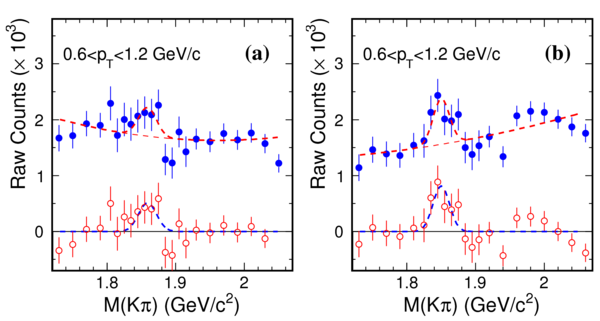 Raw Counts (× 10³)
0.6<p_T<1.2 GeV/c (a)
3
2
1
0
1.8 1.9 2
M(Kπ) (GeV/c²)
Raw Counts (× 10³)
0.6<p_T<1.2 GeV/c (b)
3
2
1
0
1.8 1.9 2
M(Kπ) (GeV/c²)